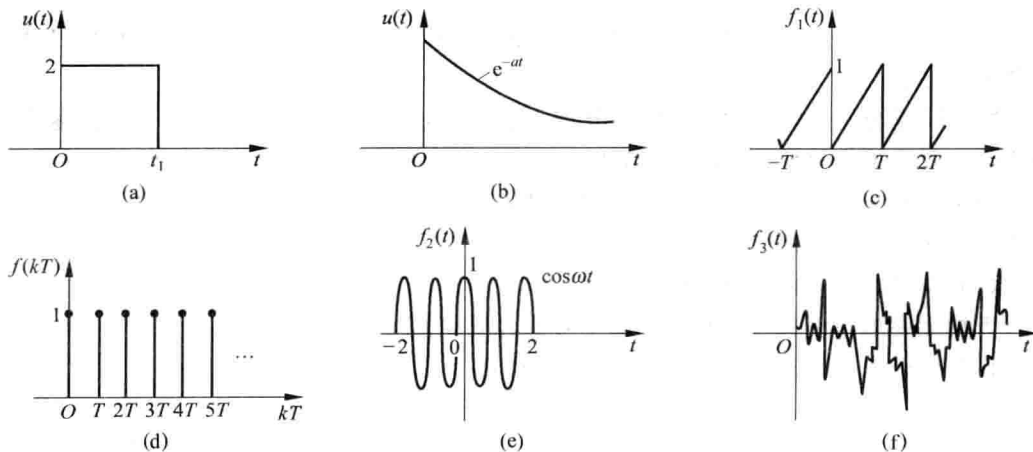 u(t) u(t) f₁(t)
2 e⁻ᵃᵗ 1
O t₁ t O t -T O T 2T t
(a) (b) (c)
f(kT) f₂(t) f₃(t)
1 1 cosωt
... -2 0 2 t O t
O T 2T 3T 4T 5T kT
(d) (e) (f)